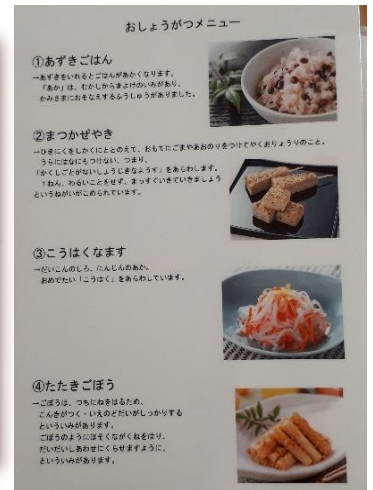 おしょうがつメニュー
①あずきごはん
→あずきをいれるとごはんがあかくなります。
「あか」は、むかしからまよけのいみがあり、
かみさまにおそなえするふうしゅうがありました。
②まつかぜやき
→ひきにくをしかくにととのえて、おもてにごまやあおのりをつけてやくおりょうりのこと。
うらにはなにもつけない、つまり、
「かくしごとがないしょうじきなようす」をあらわします。
1ねん、わるいことをせず、まっすぐいきていきましょう
というねがいがこめられています。
③こうはくなます
→だいこんのしろ、にんじんのあか。
おめでたい「こうはく」をあらわしています。
④たたきごぼう
→ごぼうは、つちにねをはるため、
こんきがつく・いえのどだいがしっかりする
といういみがあります。
ごぼうのようにほそくながくねをはり、
だいだいしあわせにくらせますように、
といういみがあります。